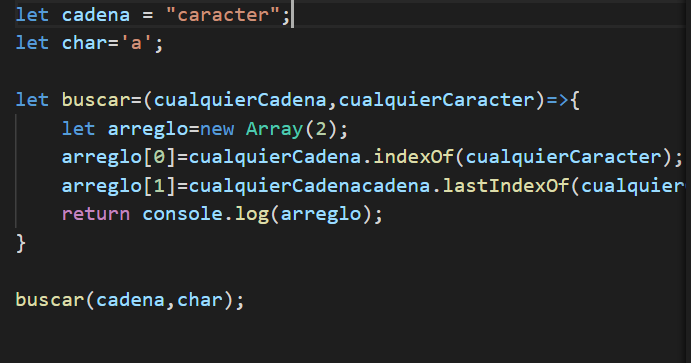 let cadena = "caracter";
let char='a';
let buscar=(cualquierCadena,cualquierCaracter)=>{
let arreglo=new Array(2);
arreglo[0]=cualquierCadena.indexOf(cualquierCaracter);
arreglo[1]=cualquierCadenacadena.lastIndexOf(cualquier
return console.log(arreglo);
}
buscar(cadena,char);